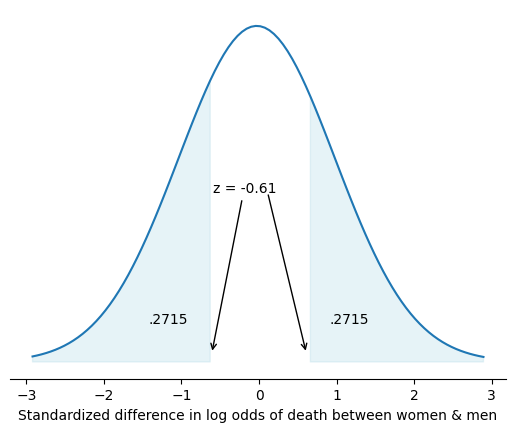 z = -0.61
.2715 .2715
−3 −2 −1 0 1 2 3
Standardized difference in log odds of death between women & men